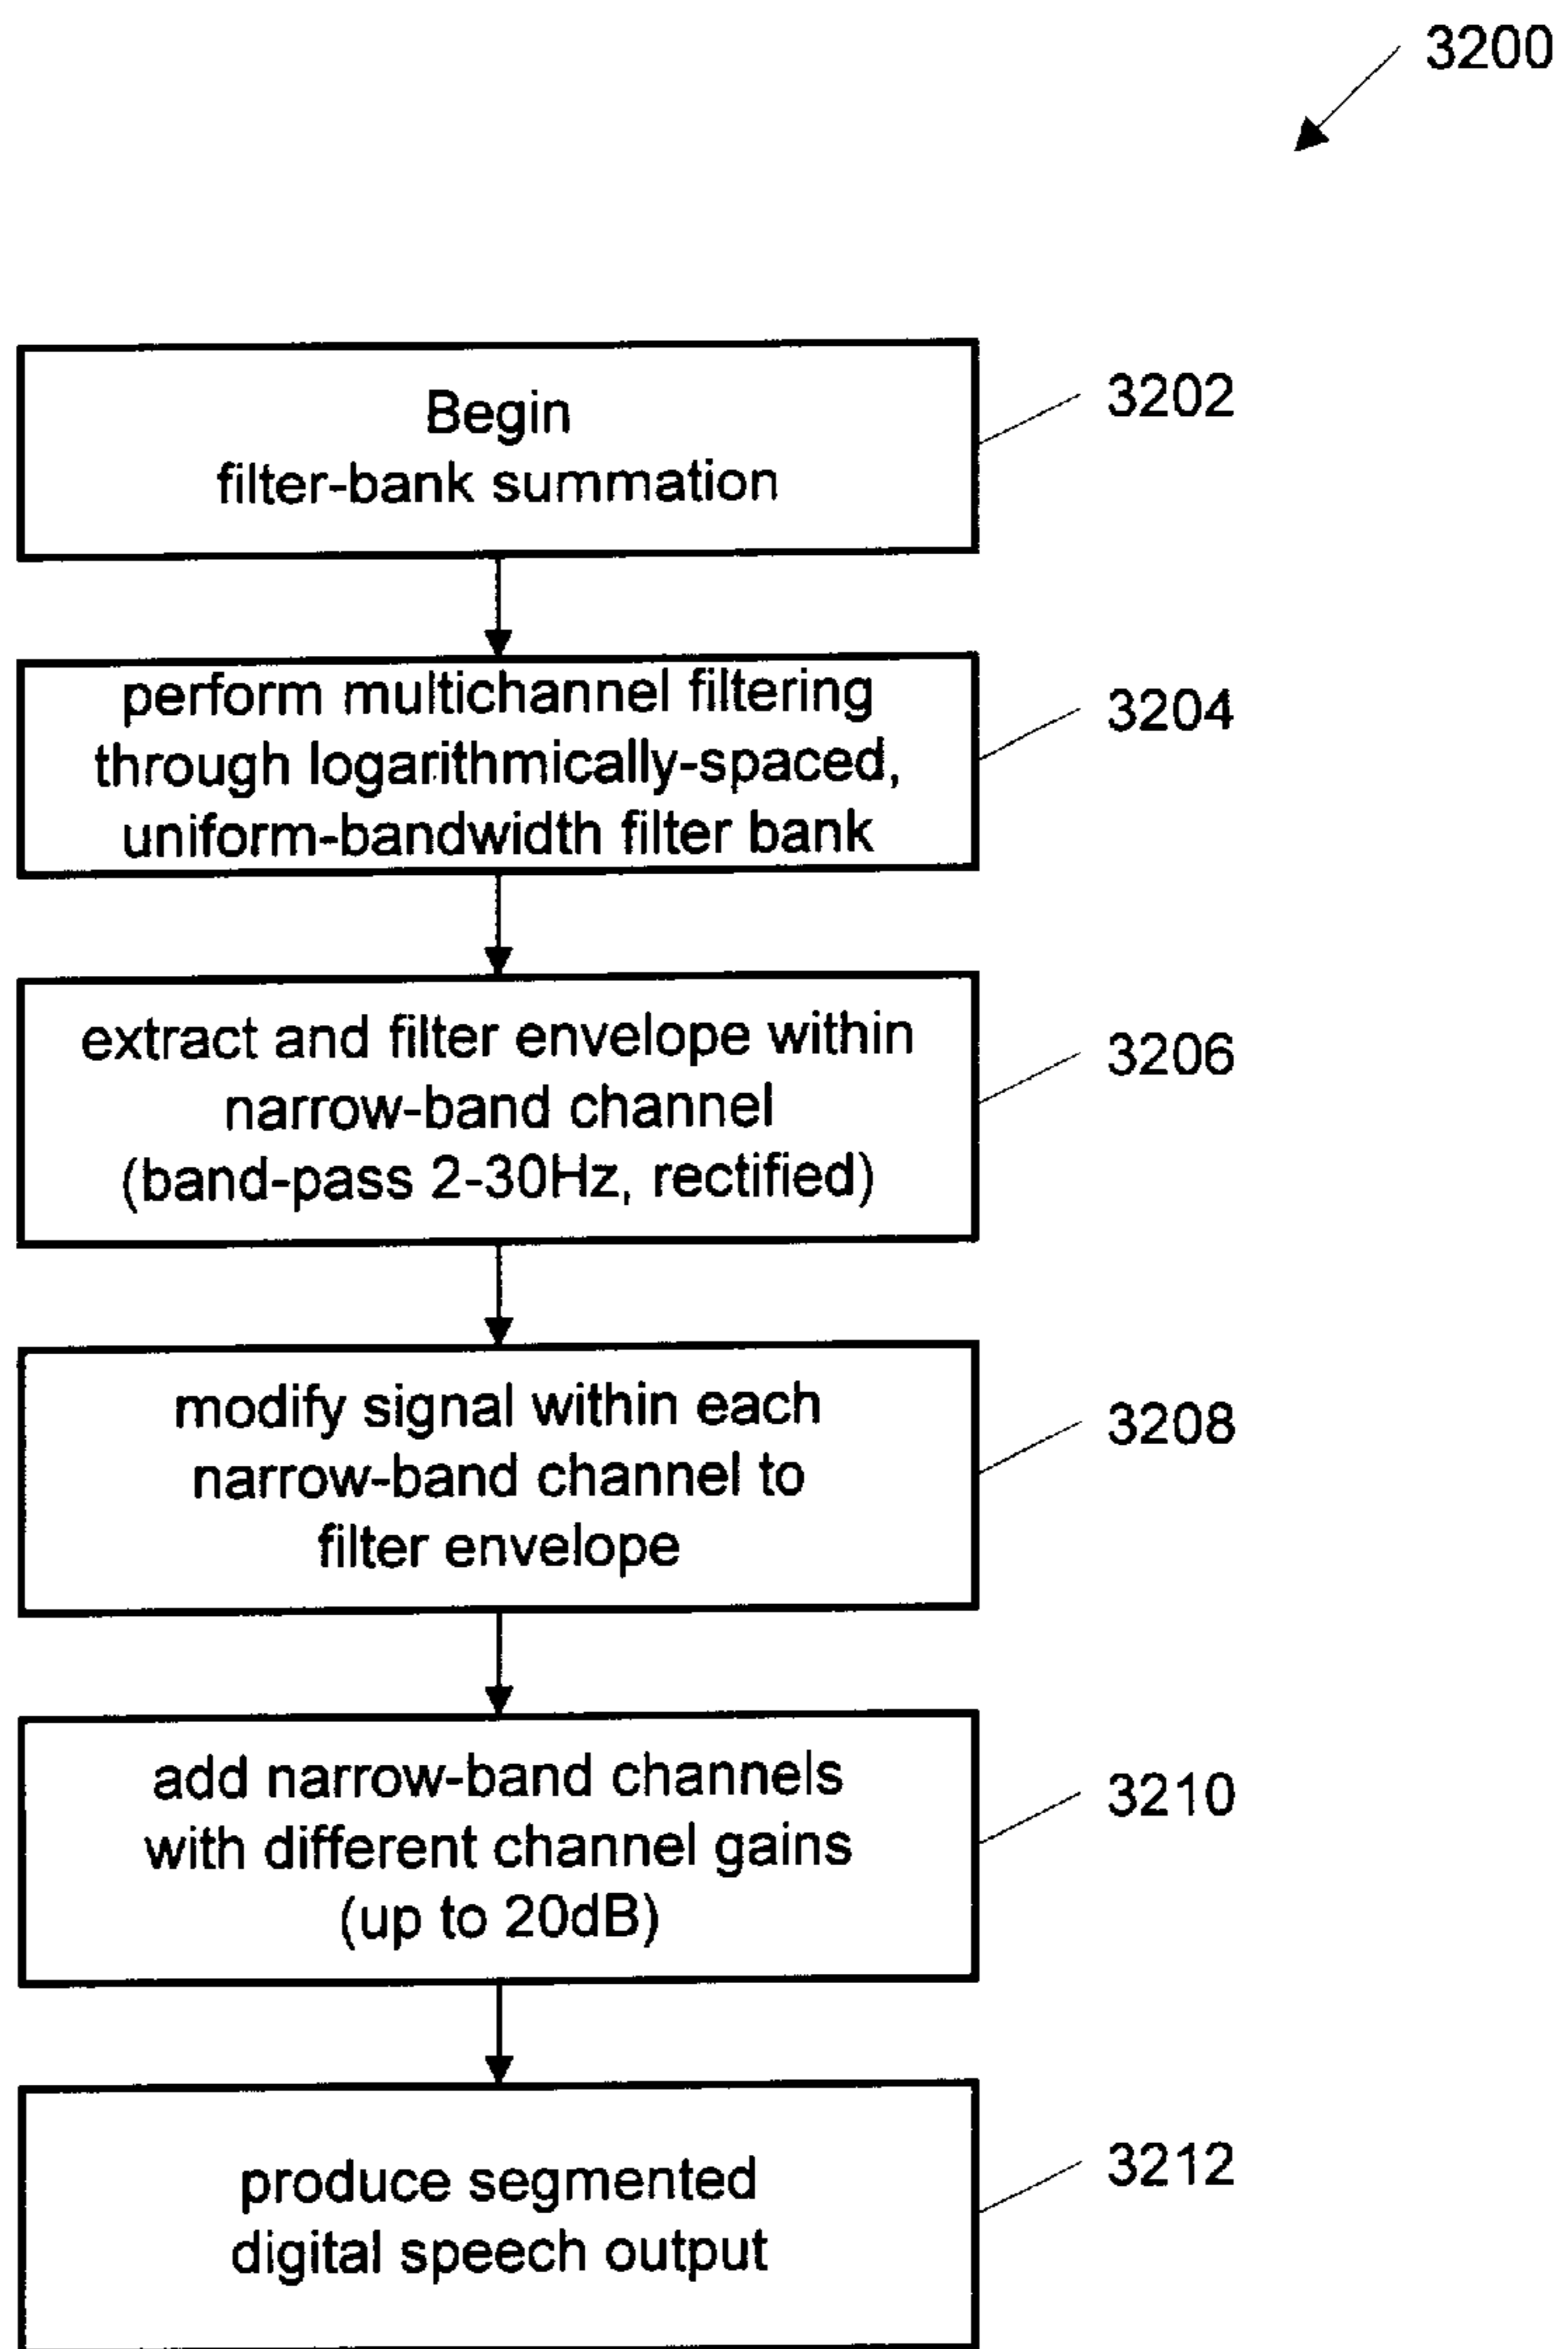 3200
Begin
filter-bank summation
3202
perform multichannel filtering
through logarithmically-spaced,
uniform-bandwidth filter bank
3204
extract and filter envelope within
narrow-band channel
(band-pass 2-30Hz, rectified)
3206
modify signal within each
narrow-band channel to
filter envelope
3208
add narrow-band channels
with different channel gains
(up to 20dB)
3210
produce segmented
digital speech output
3212